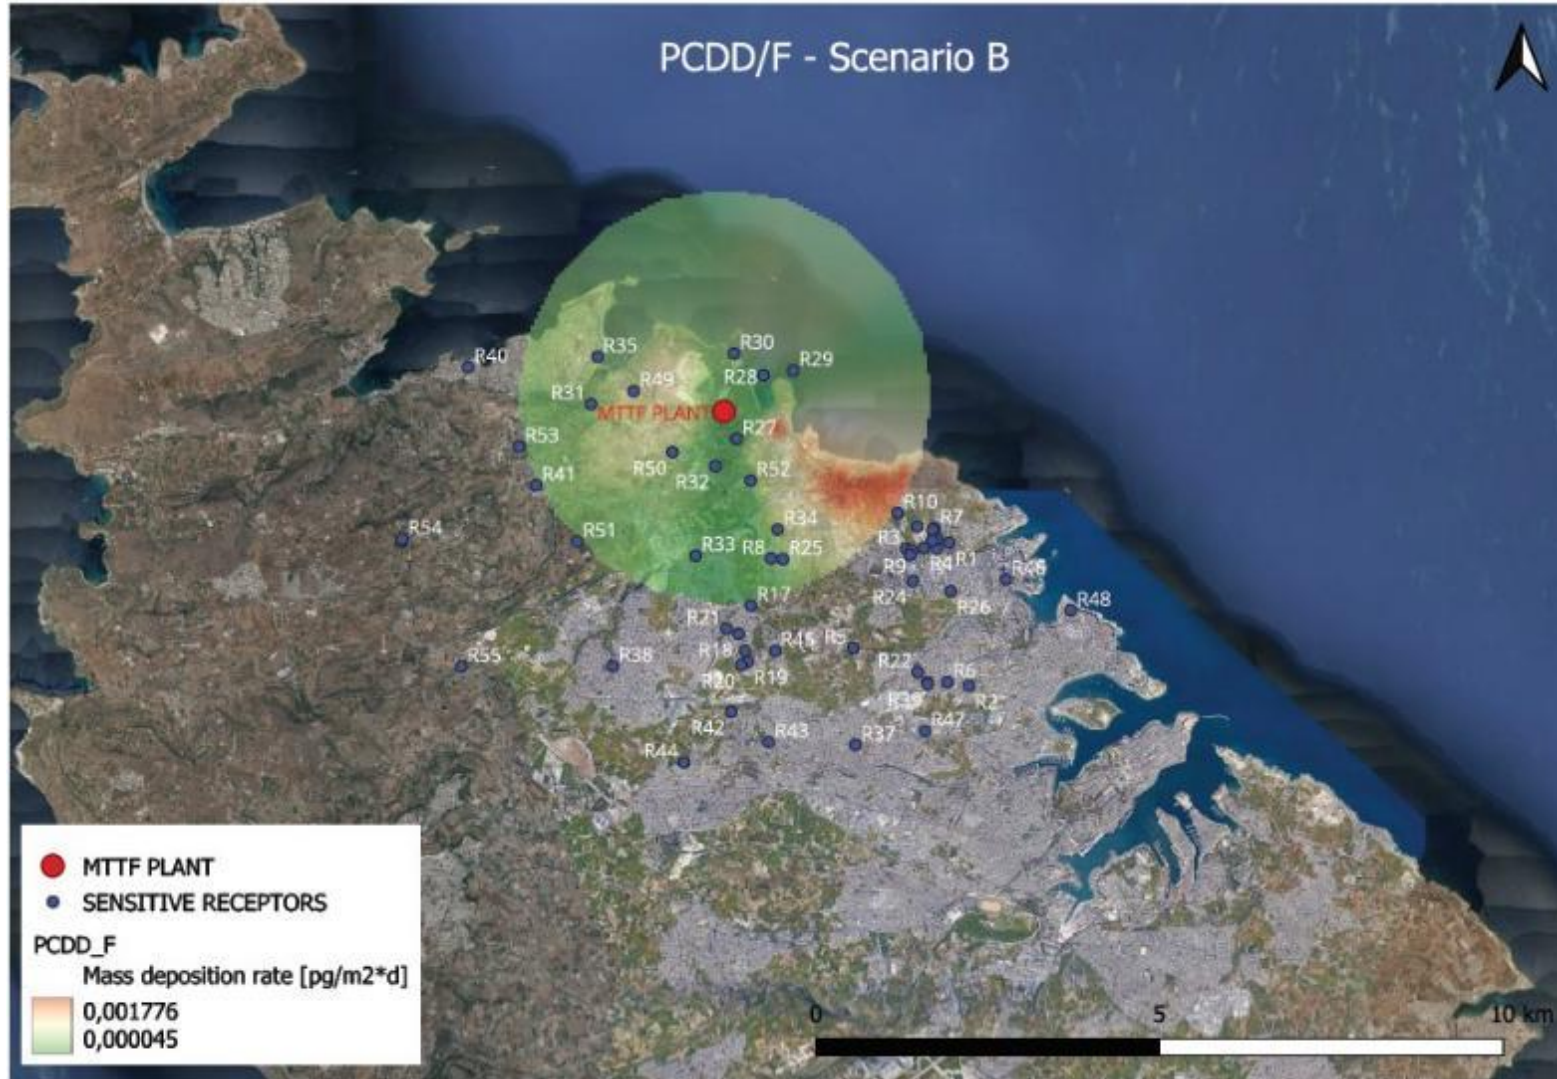 PCDD/F - Scenario B
R30
R35
R29
R40
R28
R49
R31
MTTF PLANT
R27
R53
R50
R32
R52
R41
R10
R7
R34
R54
R51
R3
R33
R8
R25
R1
R4
R9
R46
R24
R26
R17
R48
R21
R5
R18
R45
R38
R55
R22
R6
R19
R20
R2
R39
R42
R47
R43
R37
R44
MTTF PLANT
SENSITIVE RECEPTORS
PCDD_F
Mass deposition rate [pg/m2*d]
0,001776
0,000045
0 5 10 km